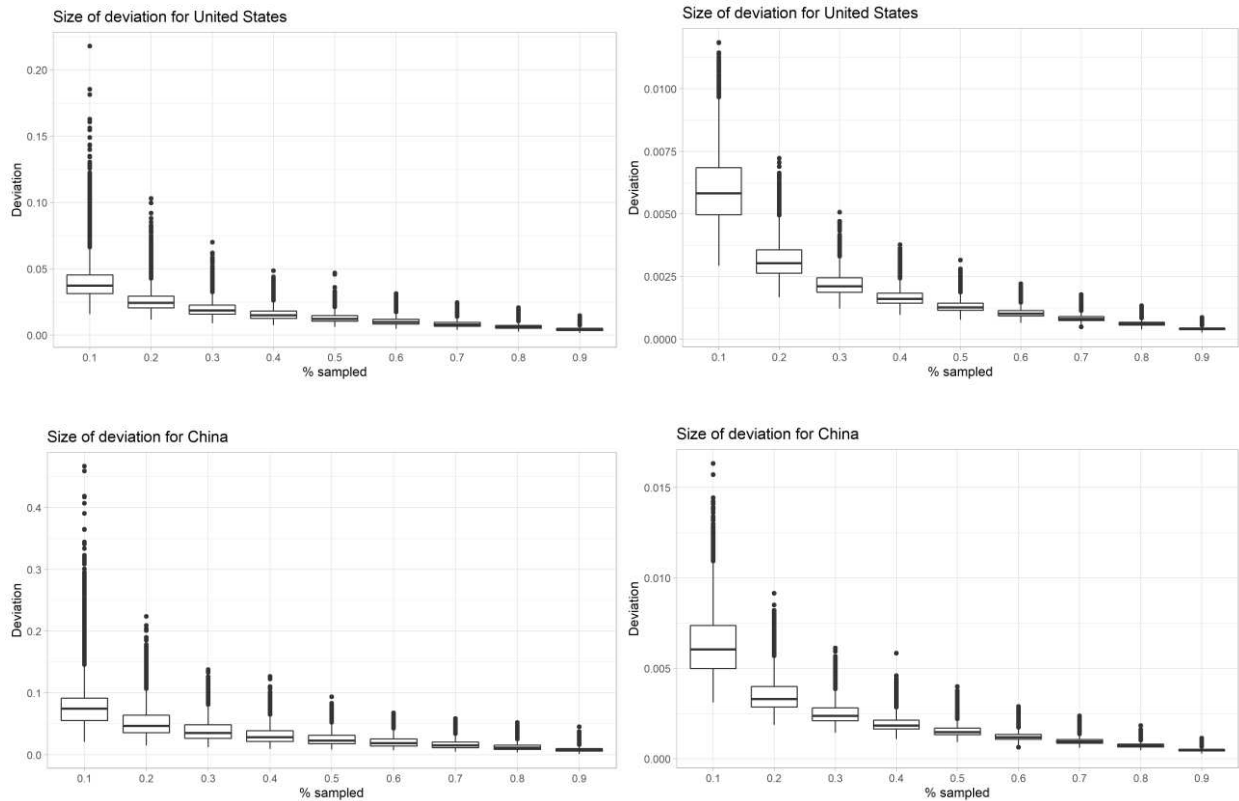 Size of deviation for United States
0.20
0.15
0.10
0.05
0.00
Deviation
0.1 0.2 0.3 0.4 0.5 0.6 0.7 0.8 0.9
% sampled
Size of deviation for United States
0.0100
0.0075
0.0050
0.0025
0.0000
Deviation
0.1 0.2 0.3 0.4 0.5 0.6 0.7 0.8 0.9
% sampled
Size of deviation for China
0.4
0.3
0.2
0.1
0.0
Deviation
0.1 0.2 0.3 0.4 0.5 0.6 0.7 0.8 0.9
% sampled
Size of deviation for China
0.015
0.010
0.005
0.000
Deviation
0.1 0.2 0.3 0.4 0.5 0.6 0.7 0.8 0.9
% sampled